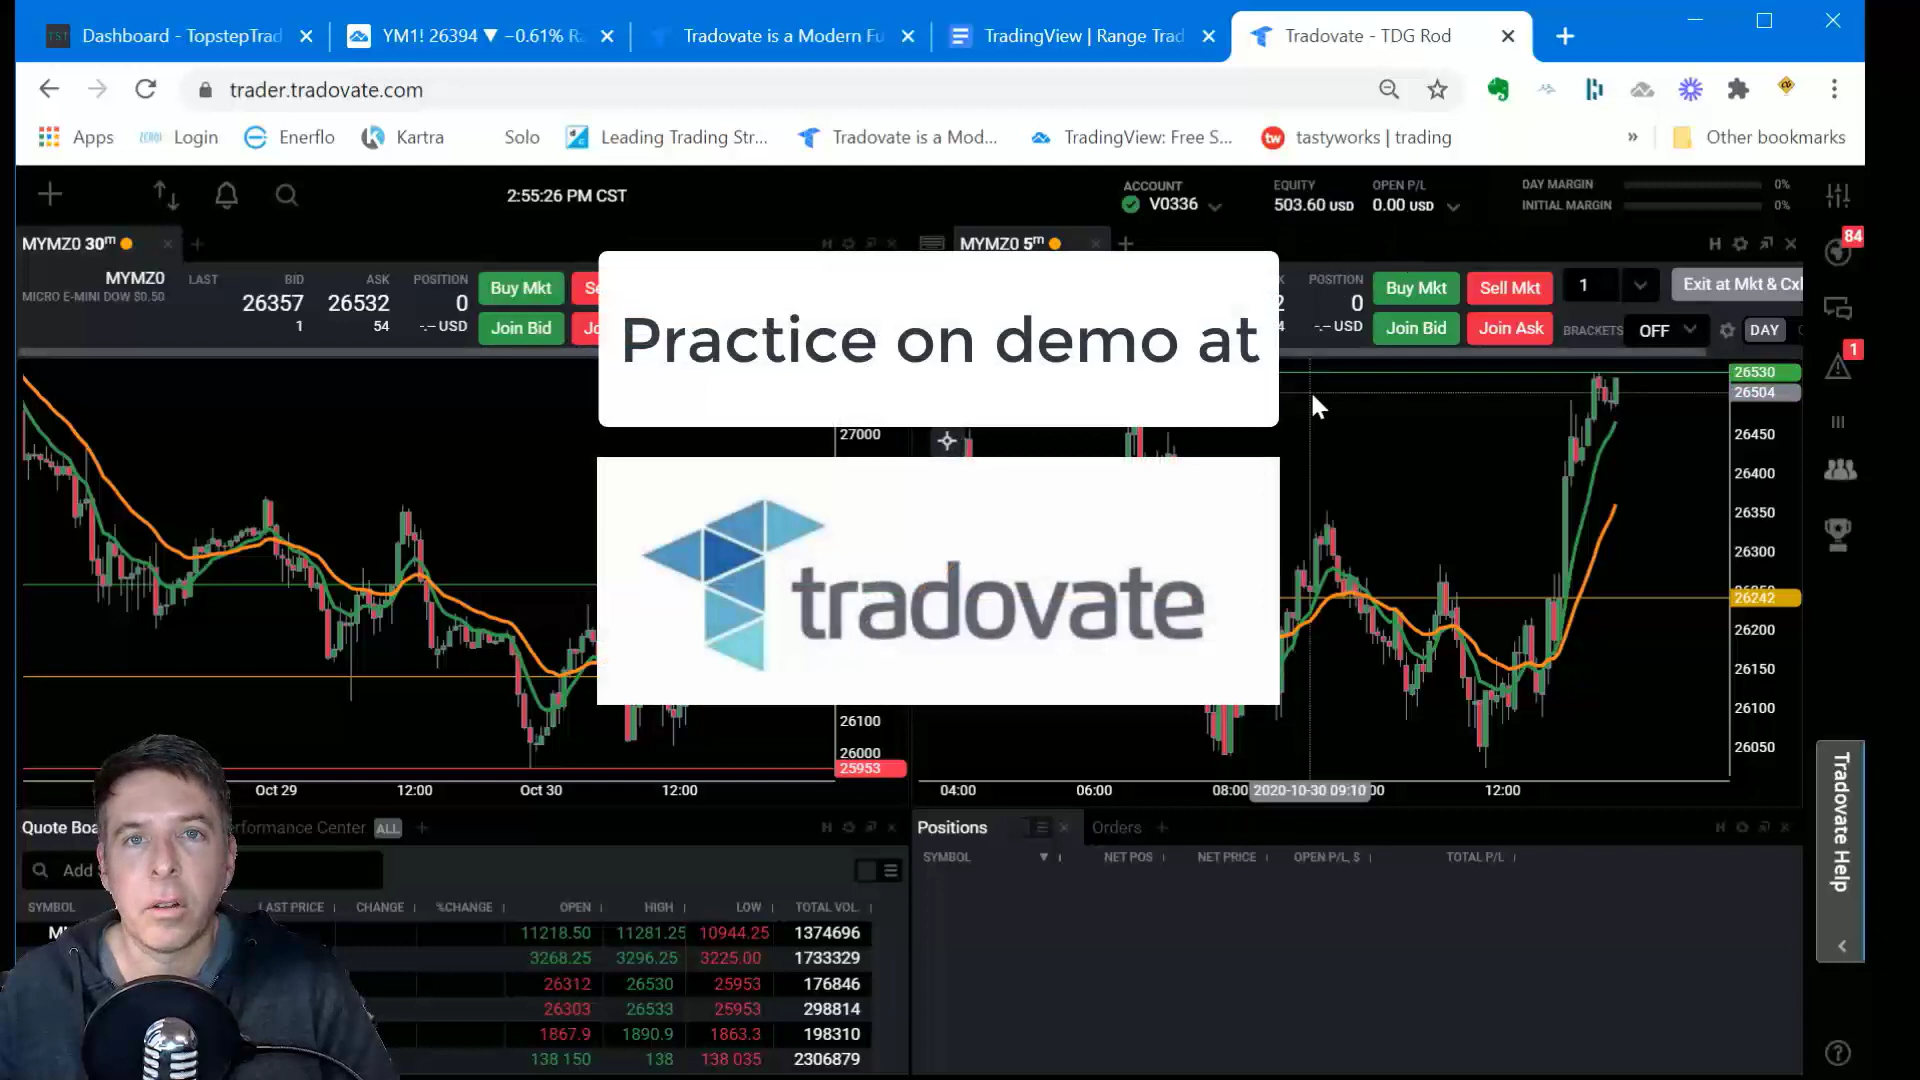 Dashboard - TopstepTrad
YM1! 26394 ▼ −0.61% R
Tradovate is a Modern Fu
TradingView | Range Trad
Tradovate - TDG Rod
trader.tradovate.com
Apps
Login
Enerflo
Kartra
Solo
Leading Trading Str...
Tradovate is a Mod...
TradingView: Free S...
tastyworks | trading
»
Other bookmarks
2:55:26 PM CST
ACCOUNT
V0336
EQUITY
503.60 USD
OPEN P/L
0.00 USD
DAY MARGIN 0%
INITIAL MARGIN 0%
84
1
MYMZ0 30m
MYMZ0 5m
MYMZ0
MICRO E-MINI DOW $0.50
LAST
BID
26357
1
ASK
26532
54
POSITION
0
-.-- USD
Buy Mkt
Join Bid
POSITION
0
-.-- USD
Buy Mkt
Sell Mkt
1
Exit at Mkt & Cxl
Join Bid
Join Ask
BRACKETS
OFF
DAY
Practice on demo at
tradovate
27000
26100
26000
25953
Oct 29
12:00
Oct 30
12:00
26530
26504
26450
26400
26350
26300
26242
26200
26150
26100
26050
04:00
06:00
08:00
2020-10-30 09:10
12:00
Tradovate Help
Quote Boa
erformance Center
ALL
Positions
Orders
Add
SYMBOL
LAST PRICE
CHANGE
%CHANGE
OPEN
HIGH
LOW
TOTAL VOL.
11218.50 11281.25 10944.25 1374696
3268.25 3296.25 3225.00 1733329
26312 26530 25953 176846
26303 26533 25953 298814
1867.9 1890.9 1863.3 198310
138 150 138 138 035 2306879
SYMBOL
NET POS
NET PRICE
OPEN P/L, $
TOTAL P/L